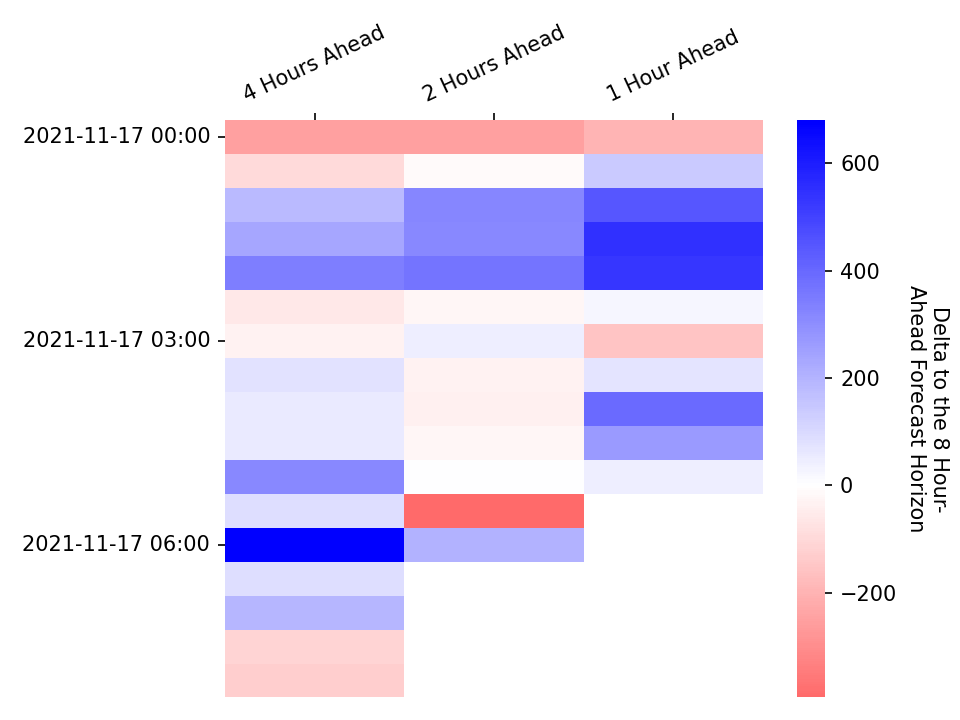 4 Hours Ahead
2 Hours Ahead
1 Hour Ahead
2021-11-17 00:00
2021-11-17 03:00
2021-11-17 06:00
600
400
200
0
−200
Delta to the 8 Hour-
Ahead Forecast Horizon